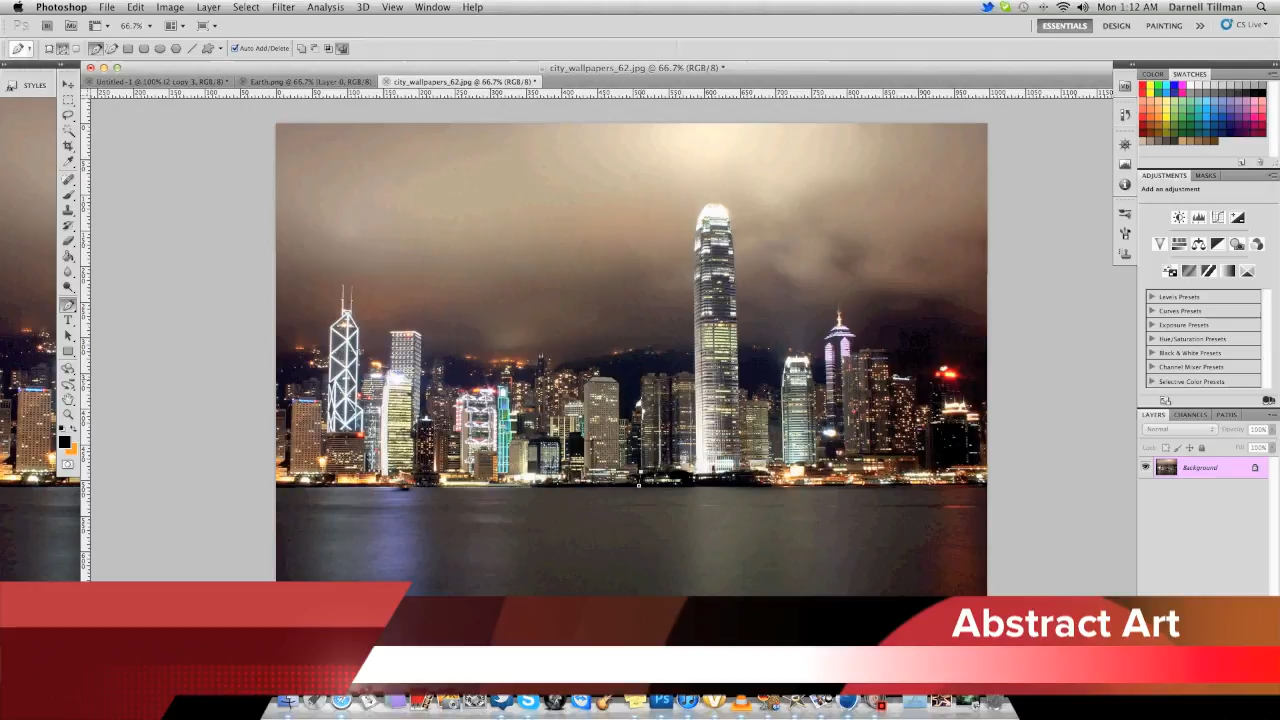 Photoshop File Edit Image Layer Select Filter Analysis 3D View Window Help
Mon 1:12 AM Darnell Tillman
Ps Br Mb 66.7%
ESSENTIALS DESIGN PAINTING CS Live
Auto Add/Delete
city_wallpapers_62.jpg @ 66.7% (RGB/8) *
Untitled-1 @ 100% (2 copy 3, RGB/8) *
Earth.png @ 66.7% (Layer 0, RGB/8)
city_wallpapers_62.jpg @ 66.7% (RGB/8) *
STYLES
COLOR SWATCHES
ADJUSTMENTS MASKS
Add an adjustment
Levels Presets
Curves Presets
Exposure Presets
Hue/Saturation Presets
Black & White Presets
Channel Mixer Presets
Selective Color Presets
LAYERS CHANNELS PATHS
Normal Opacity: 100%
Lock: Fill: 100%
Background
Abstract Art